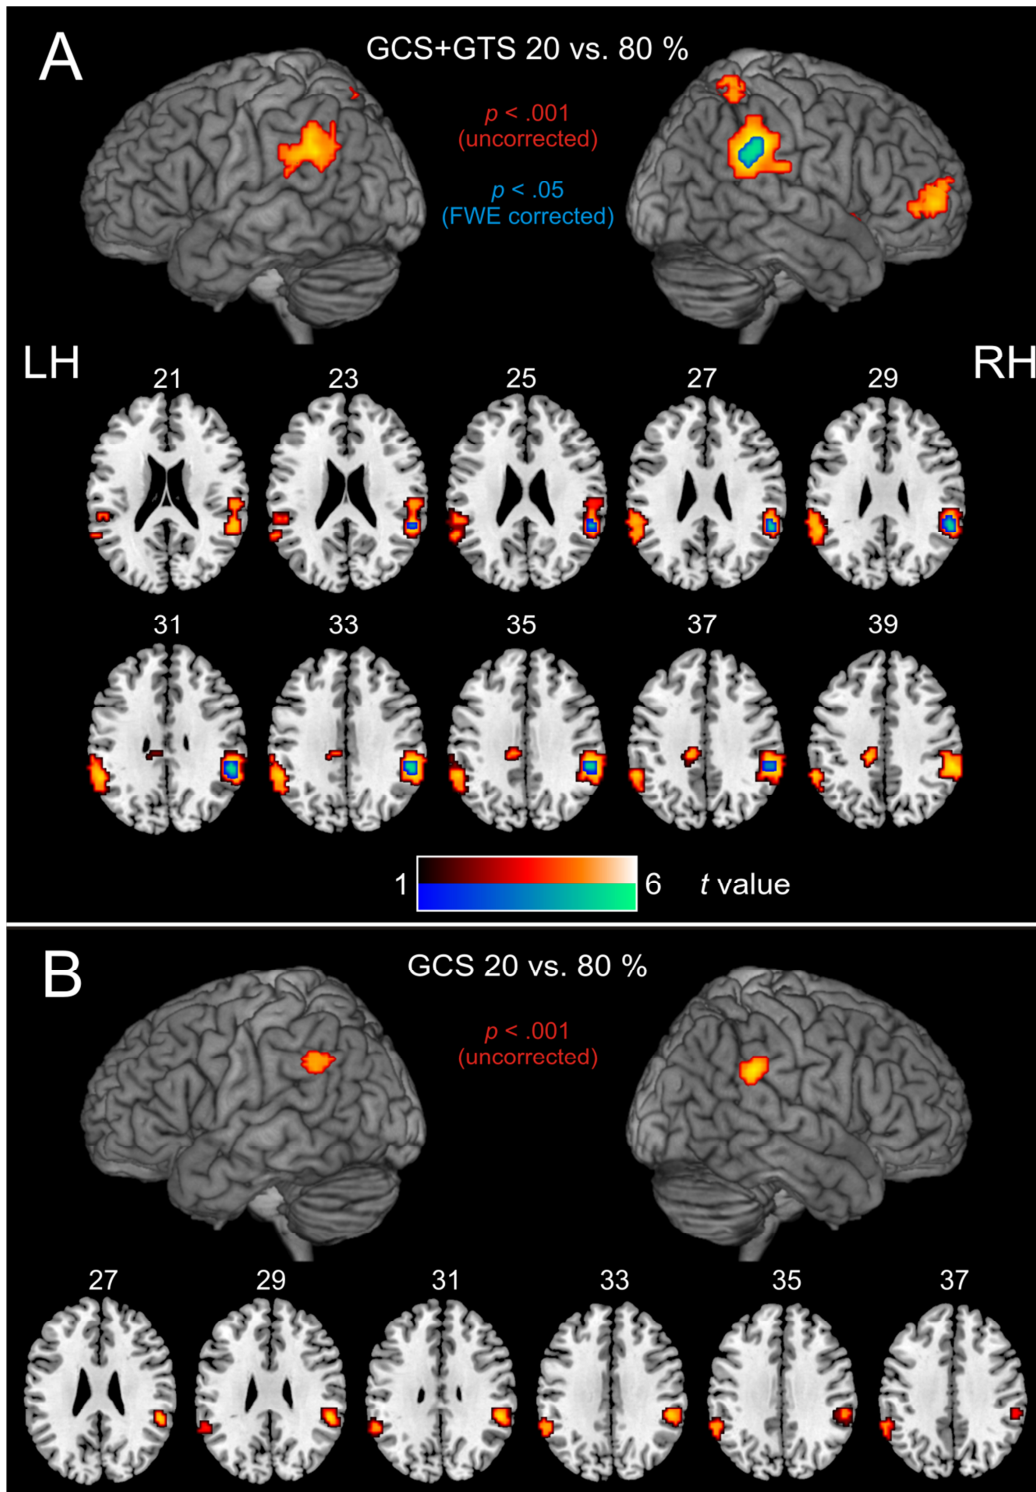 A
GCS+GTS 20 vs. 80 %
p < .001
(uncorrected)
p < .05
(FWE corrected)
LH
RH
21 23 25 27 29
31 33 35 37 39
1 6 t value
B
GCS 20 vs. 80 %
p < .001
(uncorrected)
27 29 31 33 35 37